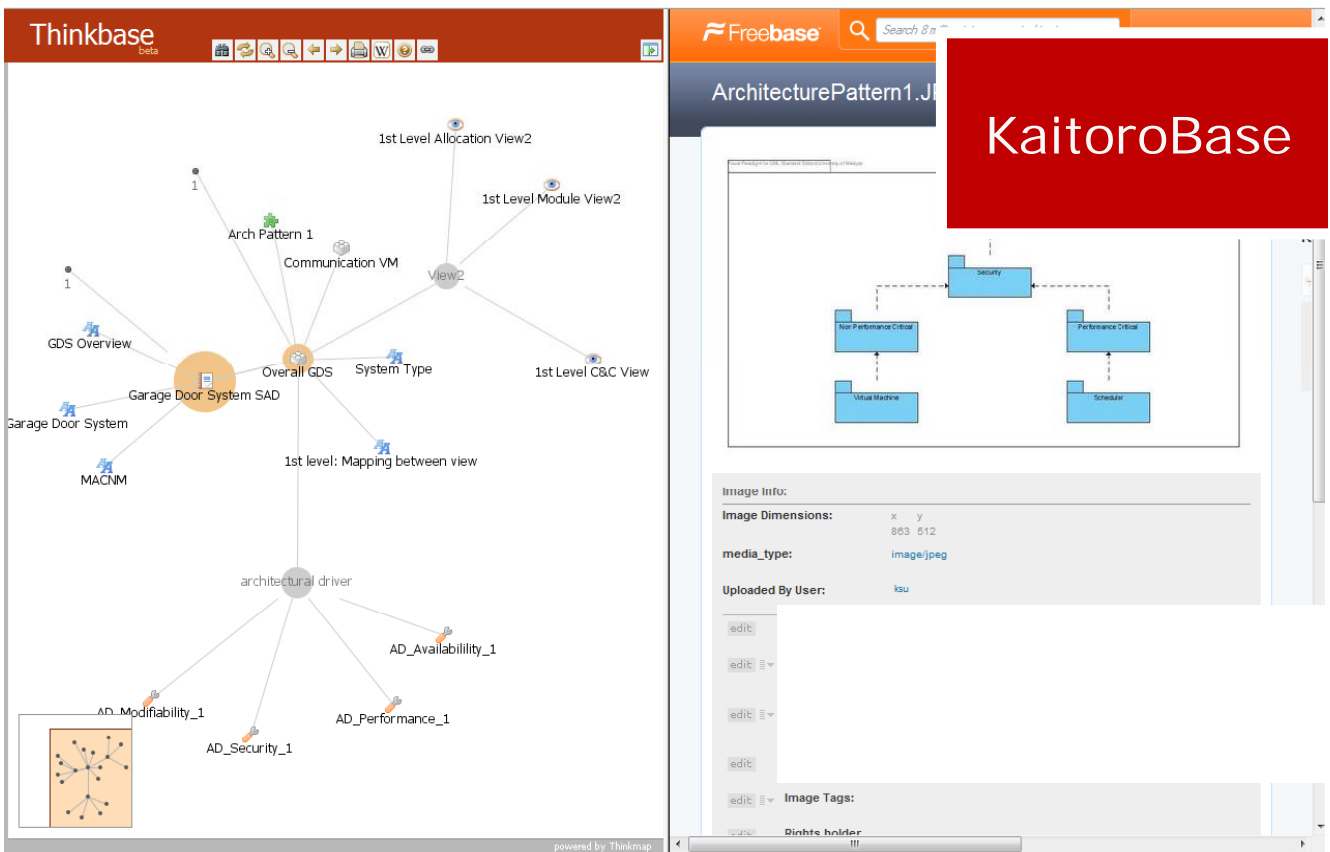 Thinkbase
beta
1st Level Allocation View2
1
1st Level Module View2
Arch Pattern 1
Communication VM
View2
1
GDS Overview
Overall GDS
System Type
1st Level C&C View
Garage Door System SAD
Garage Door System
1st level: Mapping between view
MACNM
architectural driver
AD_Availabilility_1
AD_Modifiability_1
AD_Performance_1
AD_Security_1
powered by Thinkmap
Freebase
Search 8 m
ArchitecturePattern1.J
KaitoroBase
Security
Non Performance Critical
Performance Critical
Virtual Machine
Scheduler
Image Info:
Image Dimensions:
x y
863 512
media_type:
image/jpeg
Uploaded By User:
ksu
edit
edit
edit
edit
edit Image Tags:
edit Rights holder